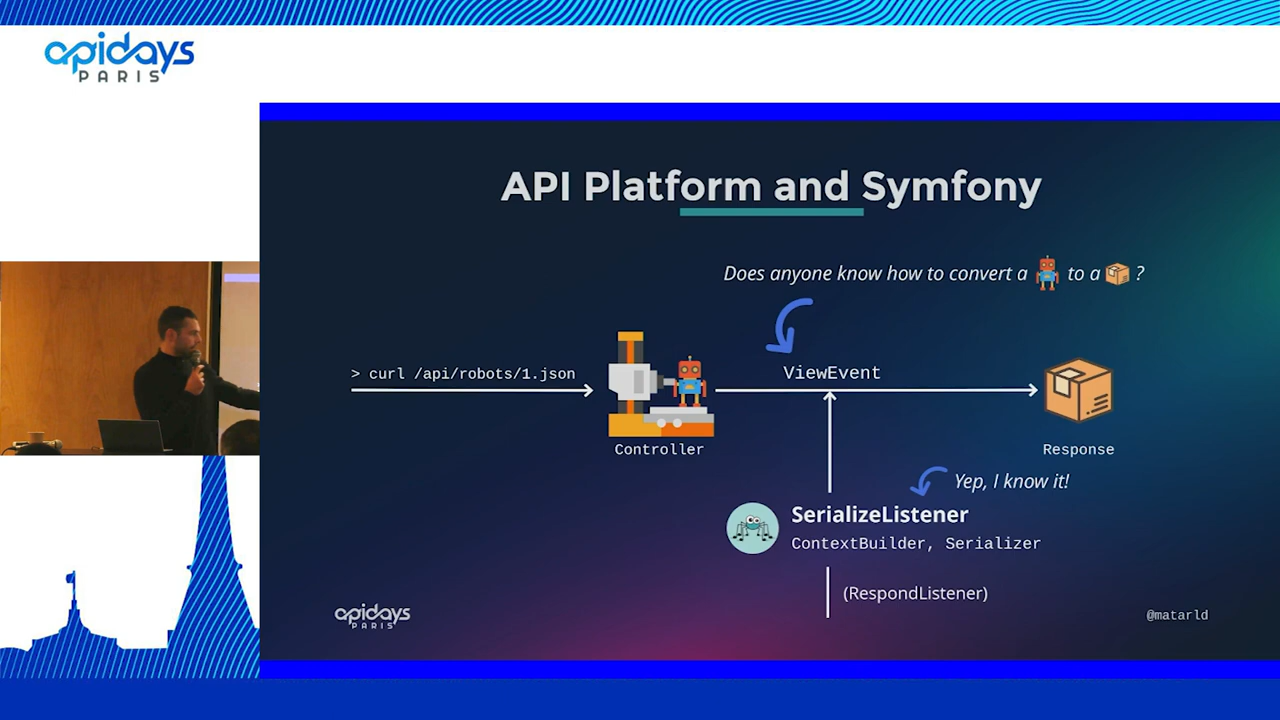 apidays
PARIS
API Platform and Symfony
Does anyone know how to convert a to a ?
> curl /api/robots/1.json
ViewEvent
Controller
Response
Yep, I know it!
SerializeListener
ContextBuilder, Serializer
(RespondListener)
apidays
PARIS
@matarld